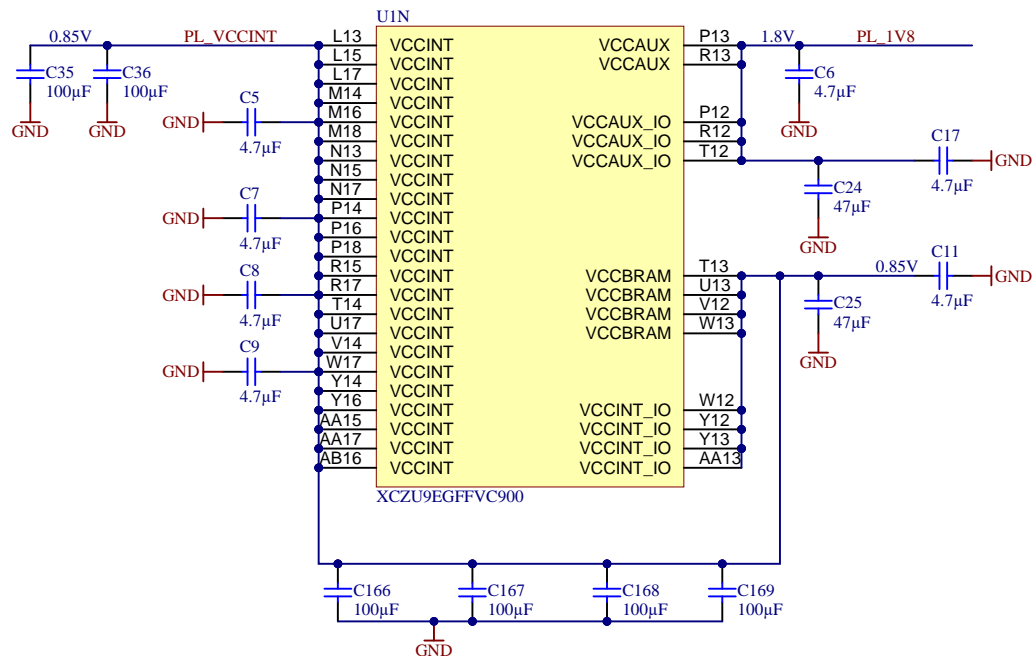 U1N
0.85V PL_VCCINT
C35 100µF
C36 100µF
GND GND
C5 4.7µF GND
C7 4.7µF GND
C8 4.7µF GND
C9 4.7µF GND
L13 VCCINT
L15 VCCINT
L17 VCCINT
M14 VCCINT
M16 VCCINT
M18 VCCINT
N13 VCCINT
N15 VCCINT
N17 VCCINT
P14 VCCINT
P16 VCCINT
P18 VCCINT
R15 VCCINT
R17 VCCINT
T14 VCCINT
U17 VCCINT
V14 VCCINT
W17 VCCINT
Y14 VCCINT
Y16 VCCINT
AA15 VCCINT
AA17 VCCINT
AB16 VCCINT
VCCAUX P13
VCCAUX R13
VCCAUX_IO P12
VCCAUX_IO R12
VCCAUX_IO T12
VCCBRAM T13
VCCBRAM U13
VCCBRAM V12
VCCBRAM W13
VCCINT_IO W12
VCCINT_IO Y12
VCCINT_IO Y13
VCCINT_IO AA13
XCZU9EGFFVC900
1.8V PL_1V8
C6 4.7µF
GND
C17 4.7µF GND
C24 47µF
GND
0.85V
C11 4.7µF GND
C25 47µF
GND
C166 100µF
C167 100µF
C168 100µF
C169 100µF
GND